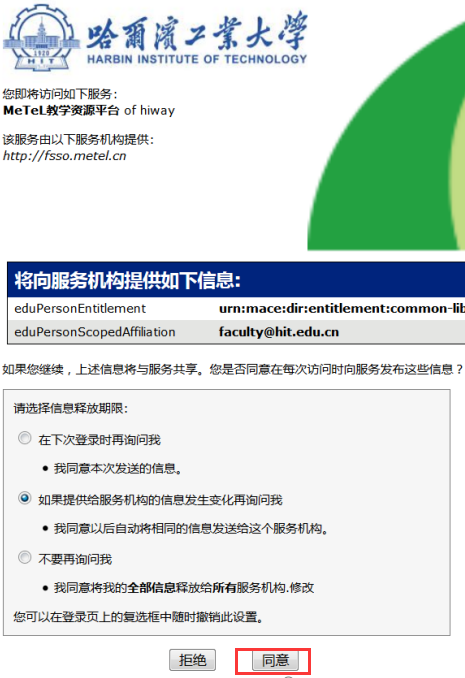 哈爾濱工業大學
HARBIN INSTITUTE OF TECHNOLOGY
1920
HIT
您即将访问如下服务：
MeTeL教学资源平台 of hiway
该服务由以下服务机构提供：
http://fsso.metel.cn
将向服务机构提供如下信息：
eduPersonEntitlement urn:mace:dir:entitlement:common-lib
eduPersonScopedAffiliation faculty@hit.edu.cn
如果您继续，上述信息将与服务共享。您是否同意在每次访问时向服务发布这些信息？
请选择信息释放期限：
在下次登录时再询问我
• 我同意本次发送的信息。
如果提供给服务机构的信息发生变化再询问我
• 我同意以后自动将相同的信息发送给这个服务机构。
不要再询问我
• 我同意将我的全部信息释放给所有服务机构.修改
您可以在登录页上的复选框中随时撤销此设置。
拒绝 同意